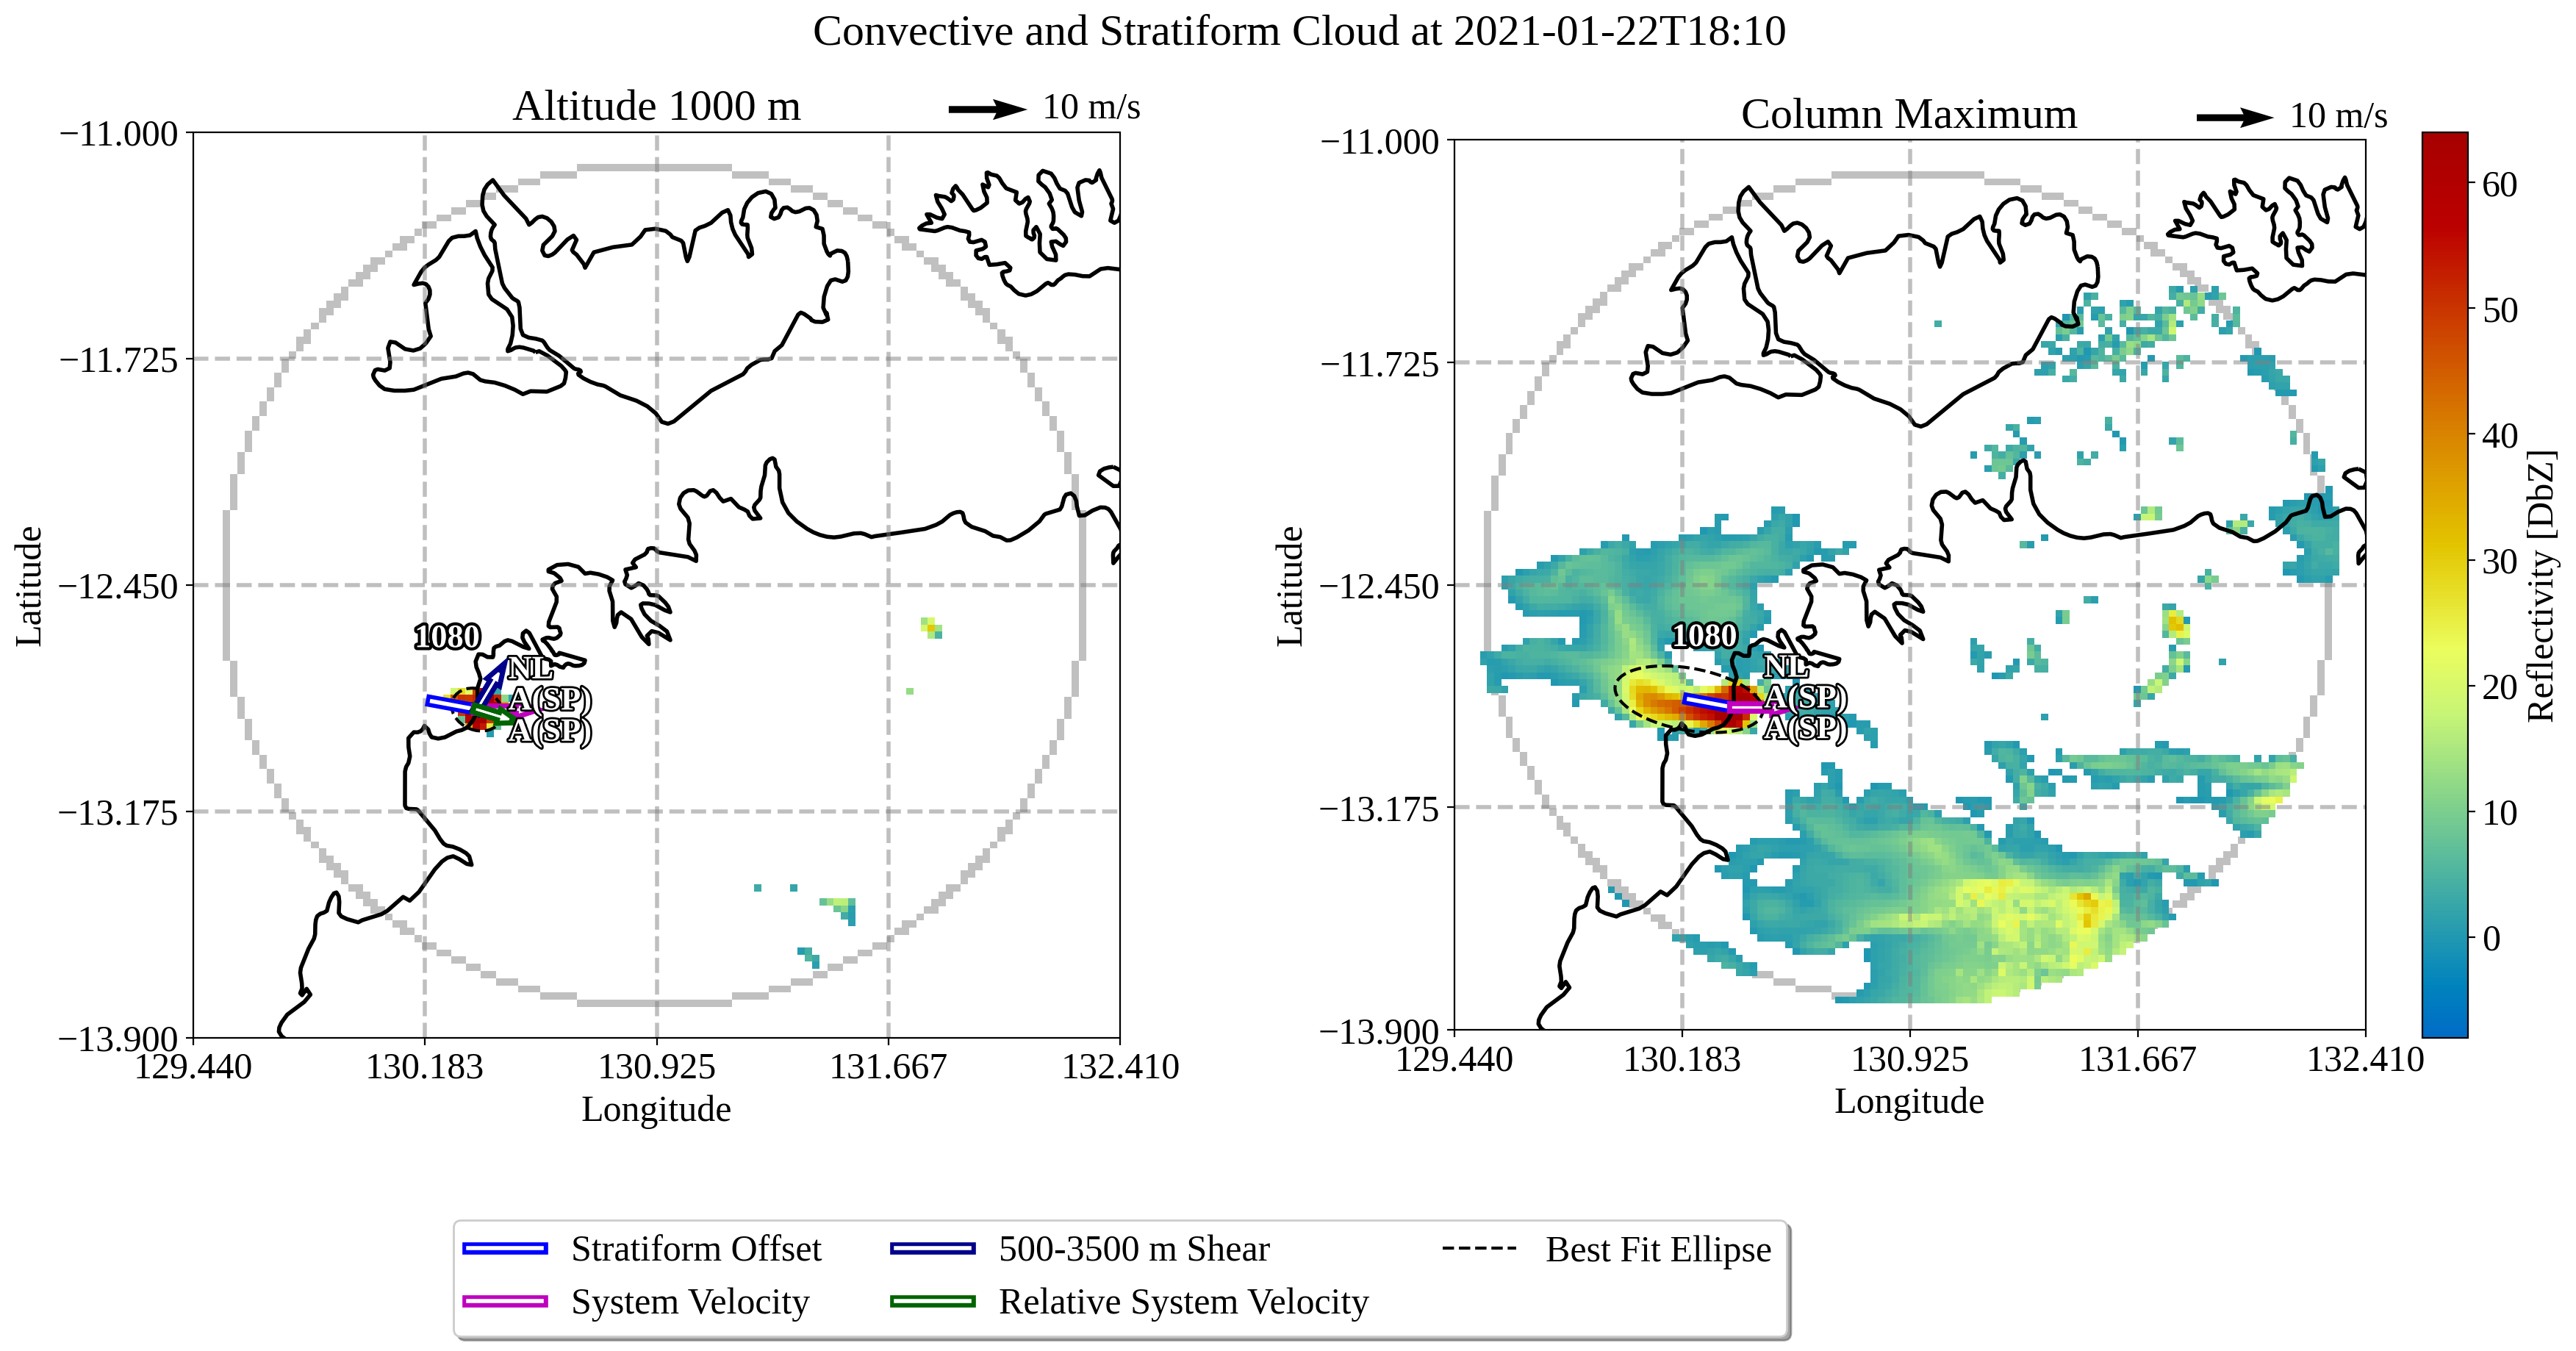 Convective and Stratiform Cloud at 2021-01-22T18:10
Altitude 1000 m
10 m/s
−11.000
−11.725
−12.450
−13.175
−13.900
Latitude
129.440
130.183
130.925
131.667
132.410
Longitude
1080
NL
A(SP)
A(SP)
Column Maximum
10 m/s
−11.000
−11.725
−12.450
−13.175
−13.900
Latitude
129.440
130.183
130.925
131.667
132.410
Longitude
1080
NL
A(SP)
A(SP)
60
50
40
30
20
10
0
Reflectivity [DbZ]
Stratiform Offset
System Velocity
500-3500 m Shear
Relative System Velocity
Best Fit Ellipse